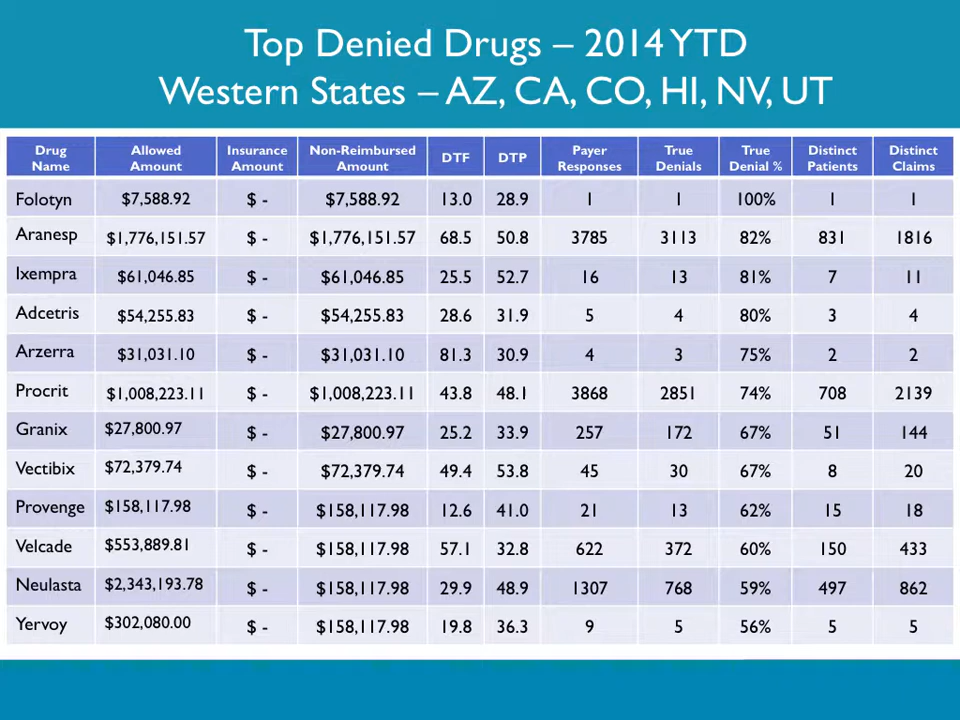 Top Denied Drugs – 2014 YTD
Western States – AZ, CA, CO, HI, NV, UT
Drug Name Allowed Amount Insurance Amount Non-Reimbursed Amount DTF DTP Payer Responses True Denials True Denial % Distinct Patients Distinct Claims
Folotyn $7,588.92 $ - $7,588.92 13.0 28.9 1 1 100% 1 1
Aranesp $1,776,151.57 $ - $1,776,151.57 68.5 50.8 3785 3113 82% 831 1816
Ixempra $61,046.85 $ - $61,046.85 25.5 52.7 16 13 81% 7 11
Adcetris $54,255.83 $ - $54,255.83 28.6 31.9 5 4 80% 3 4
Arzerra $31,031.10 $ - $31,031.10 81.3 30.9 4 3 75% 2 2
Procrit $1,008,223.11 $ - $1,008,223.11 43.8 48.1 3868 2851 74% 708 2139
Granix $27,800.97 $ - $27,800.97 25.2 33.9 257 172 67% 51 144
Vectibix $72,379.74 $ - $72,379.74 49.4 53.8 45 30 67% 8 20
Provenge $158,117.98 $ - $158,117.98 12.6 41.0 21 13 62% 15 18
Velcade $553,889.81 $ - $158,117.98 57.1 32.8 622 372 60% 150 433
Neulasta $2,343,193.78 $ - $158,117.98 29.9 48.9 1307 768 59% 497 862
Yervoy $302,080.00 $ - $158,117.98 19.8 36.3 9 5 56% 5 5